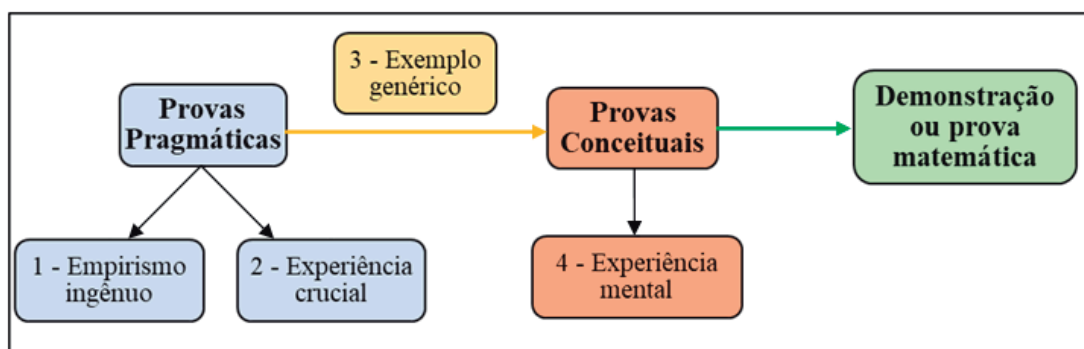 3 - Exemplo
genérico
Provas
Pragmáticas
Provas
Conceituais
Demonstração
ou prova
matemática
1 - Empirismo
ingênuo
2 - Experiência
crucial
4 - Experiência
mental